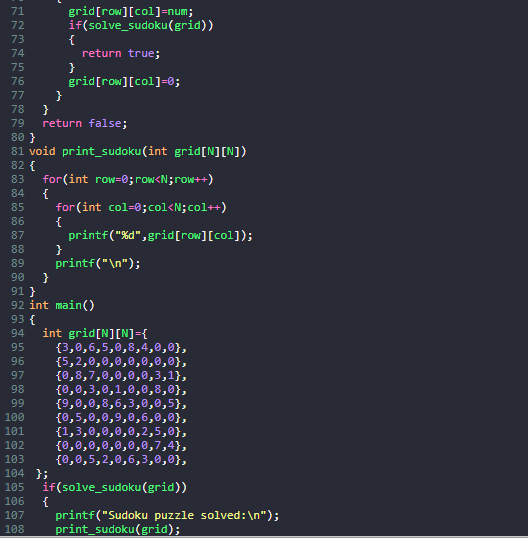 70 {
71 grid[row][col]=num;
72 if(solve_sudoku(grid))
73 {
74 return true;
75 }
76 grid[row][col]=0;
77 }
78 }
79 return false;
80 }
81 void print_sudoku(int grid[N][N])
82 {
83 for(int row=0;row<N;row++)
84 {
85 for(int col=0;col<N;col++)
86 {
87 printf("%d",grid[row][col]);
88 }
89 printf("\n");
90 }
91 }
92 int main()
93 {
94 int grid[N][N]={
95 {3,0,6,5,0,8,4,0,0},
96 {5,2,0,0,0,0,0,0,0},
97 {0,8,7,0,0,0,0,3,1},
98 {0,0,3,0,1,0,0,8,0},
99 {9,0,0,8,6,3,0,0,5},
100 {0,5,0,0,9,0,6,0,0},
101 {1,3,0,0,0,0,2,5,0},
102 {0,0,0,0,0,0,0,7,4},
103 {0,0,5,2,0,6,3,0,0},
104 };
105 if(solve_sudoku(grid))
106 {
107 printf("Sudoku puzzle solved:\n");
108 print_sudoku(grid);